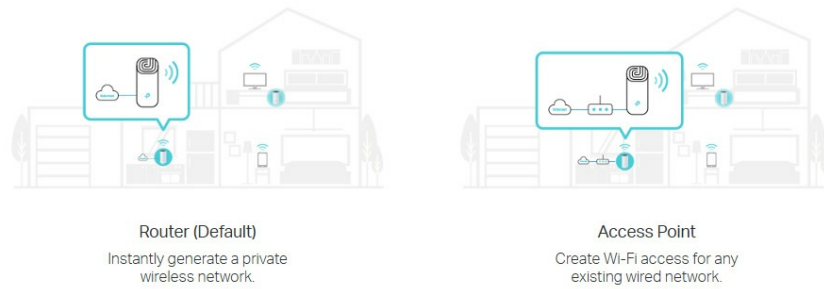 Router (Default)
Instantly generate a private
wireless network.
Access Point
Create Wi-Fi access for any
existing wired network.